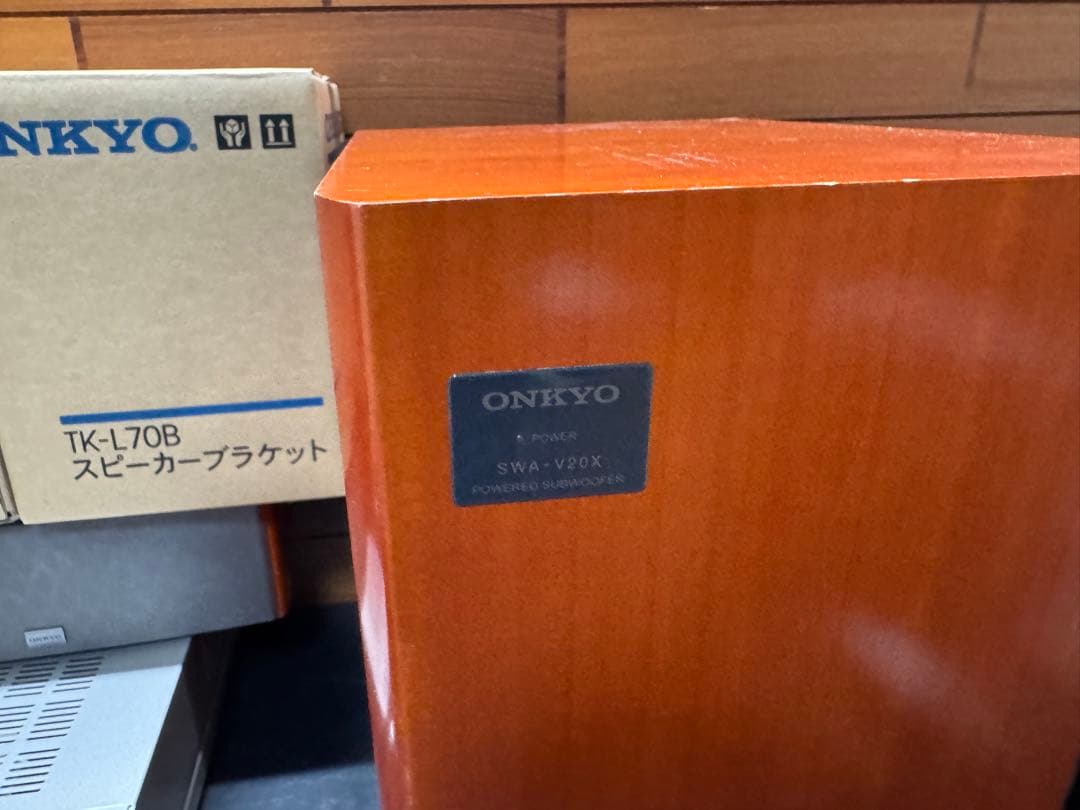 NKYO.
TK-L70B
スピーカーブラケット
ONKYO
POWER
SWA-V20X
POWERED SUBWOOFER
ONKYO